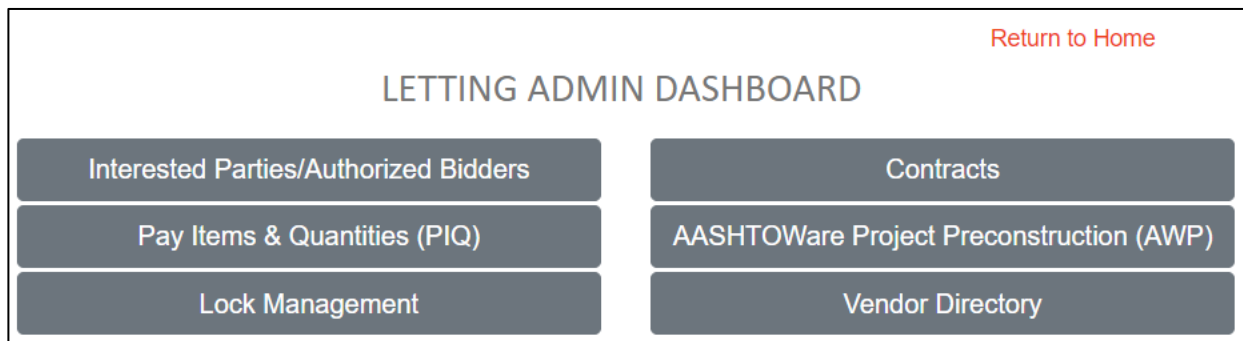 Return to Home
LETTING ADMIN DASHBOARD
Interested Parties/Authorized Bidders
Contracts
Pay Items & Quantities (PIQ)
AASHTOWare Project Preconstruction (AWP)
Lock Management
Vendor Directory